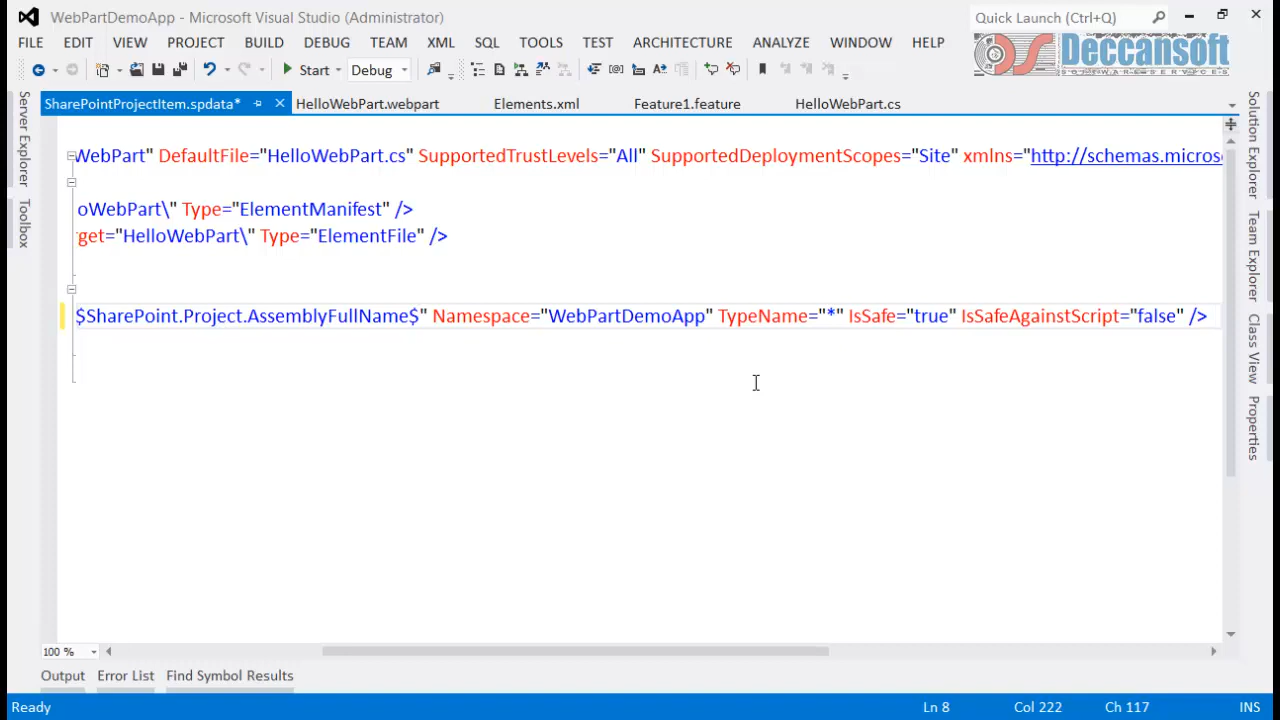 WebPartDemoApp - Microsoft Visual Studio (Administrator)
Quick Launch (Ctrl+Q)
FILE EDIT VIEW PROJECT BUILD DEBUG TEAM XML SQL TOOLS TEST ARCHITECTURE ANALYZE WINDOW HELP
DS Deccansoft
SOFTWARE SERVICES
Start Debug
SharePointProjectItem.spdata* HelloWebPart.webpart Elements.xml Feature1.feature HelloWebPart.cs
Server Explorer
Toolbox
WebPart" DefaultFile="HelloWebPart.cs" SupportedTrustLevels="All" SupportedDeploymentScopes="Site" xmlns="http://schemas.micros
oWebPart\" Type="ElementManifest" />
rget="HelloWebPart\" Type="ElementFile" />
$SharePoint.Project.AssemblyFullName$" Namespace="WebPartDemoApp" TypeName="*" IsSafe="true" IsSafeAgainstScript="false" />
Solution Explorer
Team Explorer
Class View
Properties
100 %
Output Error List Find Symbol Results
Ready Ln 8 Col 222 Ch 117 INS